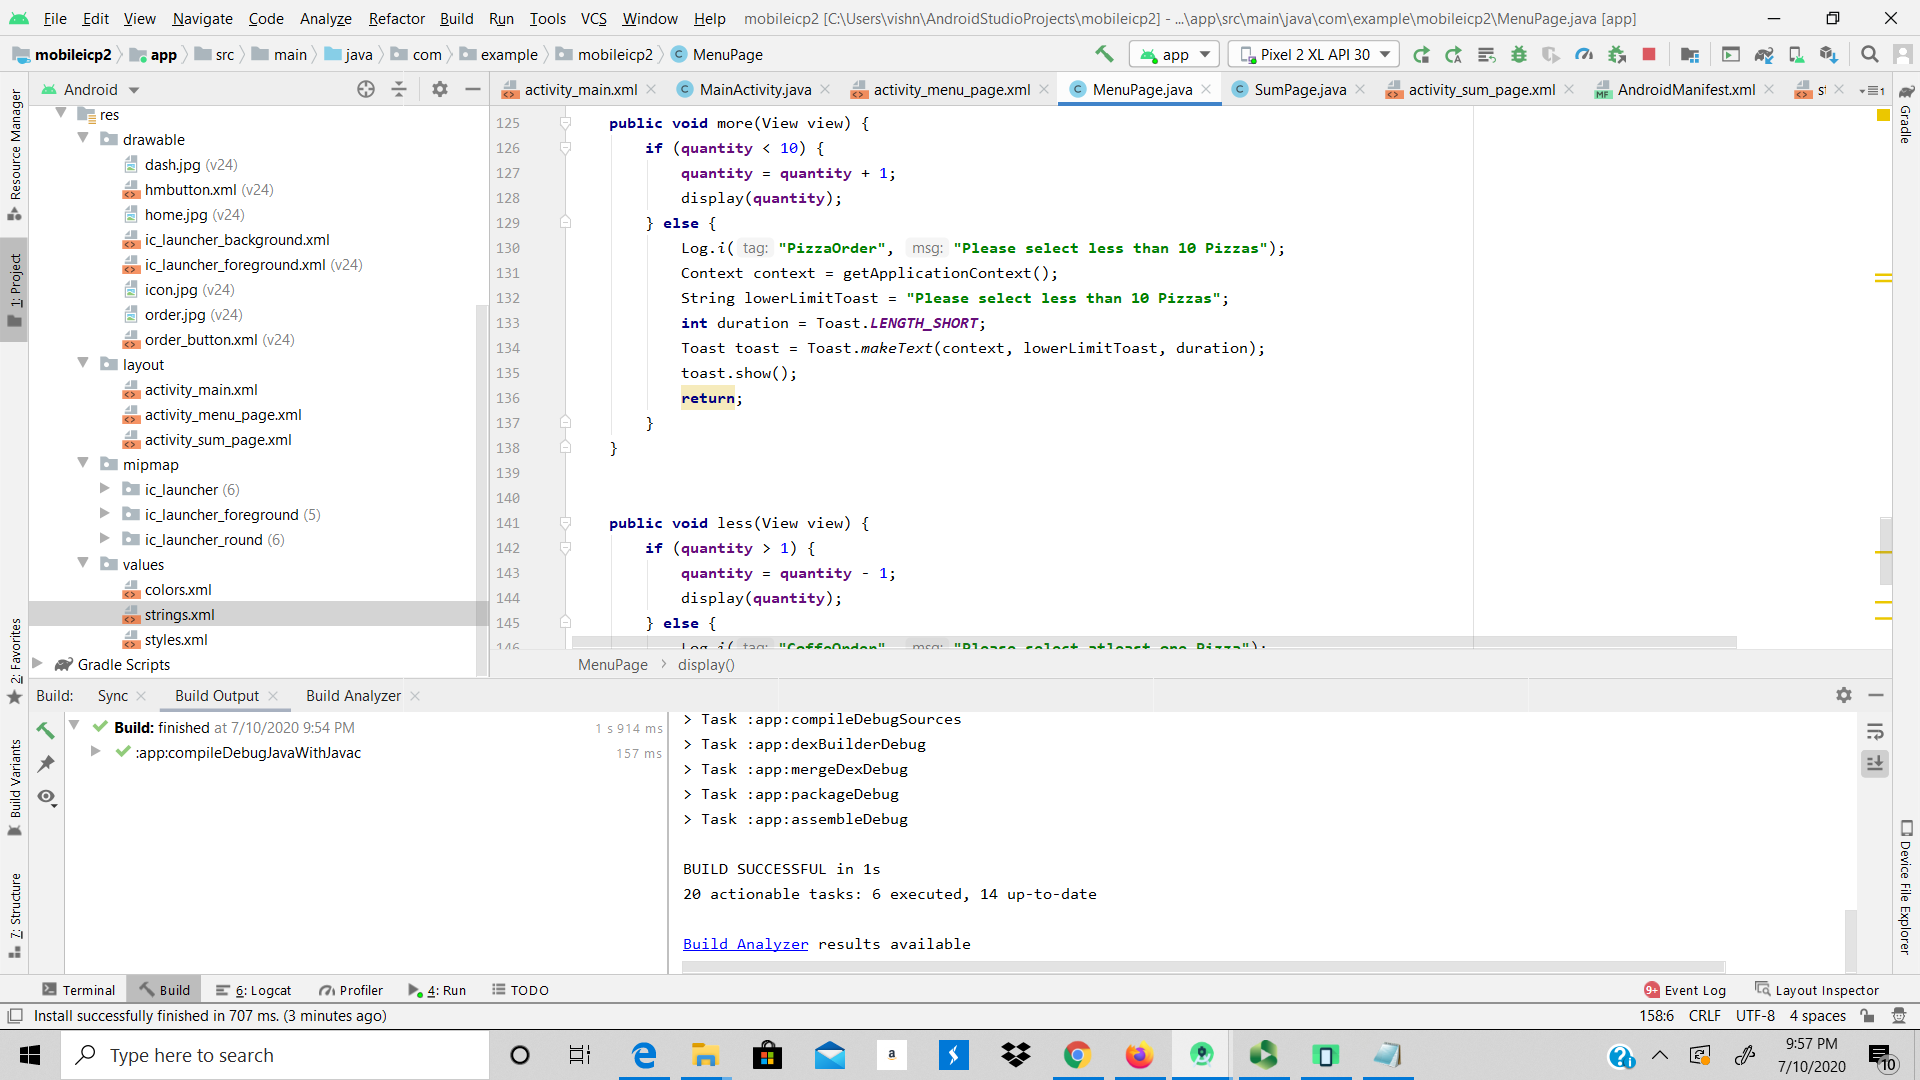 File Edit View Navigate Code Analyze Refactor Build Run Tools VCS Window Help mobileicp2 [C:\Users\vishn\AndroidStudioProjects\mobileicp2] - ...\app\src\main\java\com\example\mobileicp2\MenuPage.java [app]
mobileicp2 app src main java com example mobileicp2 MenuPage app Pixel 2 XL API 30
Android activity_main.xml MainActivity.java activity_menu_page.xml MenuPage.java SumPage.java activity_sum_page.xml AndroidManifest.xml
Resource Manager
1: Project
2: Favorites
Build Variants
7: Structure
res
drawable
dash.jpg (v24)
hmbutton.xml (v24)
home.jpg (v24)
ic_launcher_background.xml
ic_launcher_foreground.xml (v24)
icon.jpg (v24)
order.jpg (v24)
order_button.xml (v24)
layout
activity_main.xml
activity_menu_page.xml
activity_sum_page.xml
mipmap
ic_launcher (6)
ic_launcher_foreground (5)
ic_launcher_round (6)
values
colors.xml
strings.xml
styles.xml
Gradle Scripts
125 public void more(View view) {
126 if (quantity < 10) {
127 quantity = quantity + 1;
128 display(quantity);
129 } else {
130 Log.i( tag: "PizzaOrder", msg: "Please select less than 10 Pizzas");
131 Context context = getApplicationContext();
132 String lowerLimitToast = "Please select less than 10 Pizzas";
133 int duration = Toast.LENGTH_SHORT;
134 Toast toast = Toast.makeText(context, lowerLimitToast, duration);
135 toast.show();
136 return;
137 }
138 }
139
140
141 public void less(View view) {
142 if (quantity > 1) {
143 quantity = quantity - 1;
144 display(quantity);
145 } else {
146 Log.i( tag: "CoffeOrder", msg: "Please select atleast one Pizza");
MenuPage display()
Gradle
Device File Explorer
Build: Sync Build Output Build Analyzer
Build: finished at 7/10/2020 9:54 PM 1 s 914 ms
:app:compileDebugJavaWithJavac 157 ms
> Task :app:compileDebugSources
> Task :app:dexBuilderDebug
> Task :app:mergeDexDebug
> Task :app:packageDebug
> Task :app:assembleDebug
BUILD SUCCESSFUL in 1s
20 actionable tasks: 6 executed, 14 up-to-date
Build Analyzer results available
Terminal Build 6: Logcat Profiler 4: Run TODO 9+ Event Log Layout Inspector
Install successfully finished in 707 ms. (3 minutes ago) 158:6 CRLF UTF-8 4 spaces
Type here to search
9:57 PM
7/10/2020
10